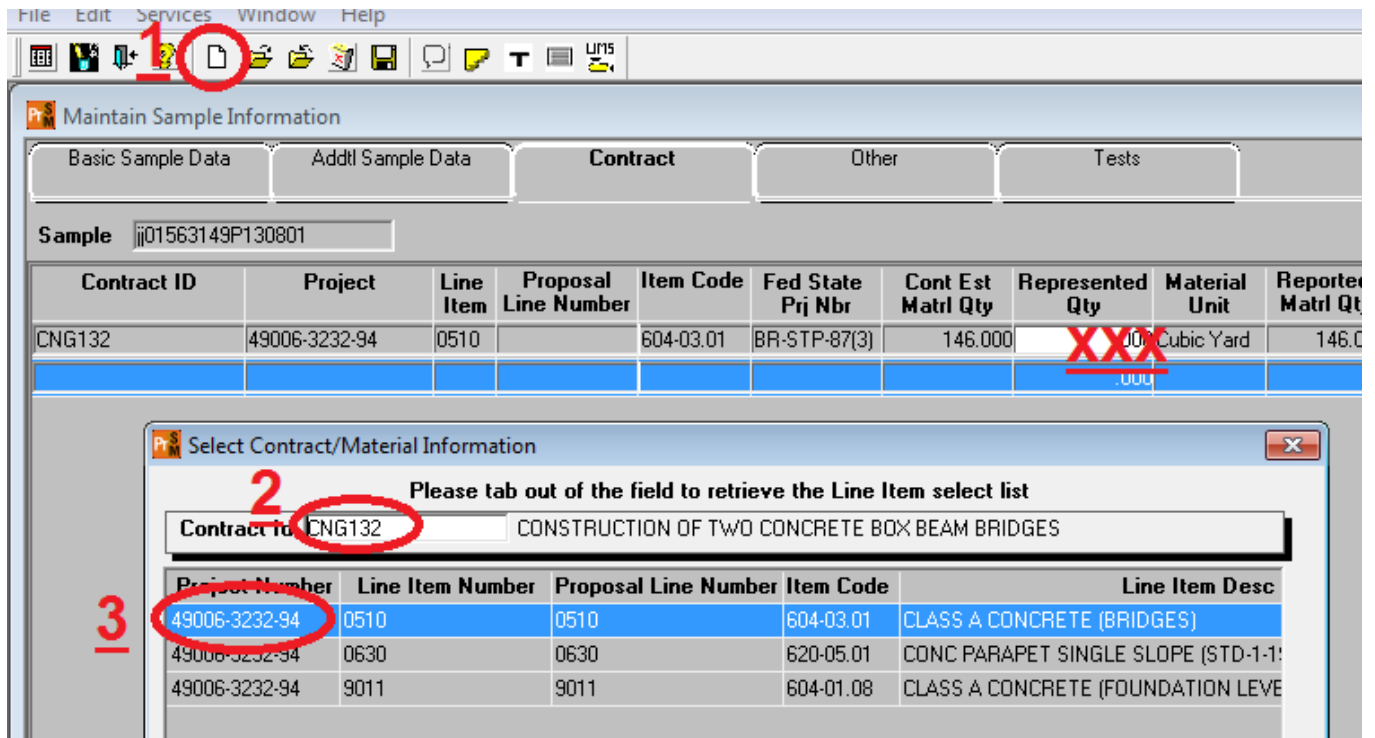 File Edit Services Window Help
1
UMS
Maintain Sample Information
Basic Sample Data Addtl Sample Data Contract Other Tests
Sample jj01563149P130801
Contract ID Project Line Item Proposal Line Number Item Code Fed State Prj Nbr Cont Est Matrl Qty Represented Qty Material Unit Reported Matrl Qt
CNG132 49006-3232-94 0510 604-03.01 BR-STP-87(3) 146.000 XXX Cubic Yard 146.0
.000
Select Contract/Material Information
2
Please tab out of the field to retrieve the Line Item select list
Contract Id CNG132 CONSTRUCTION OF TWO CONCRETE BOX BEAM BRIDGES
Project Number Line Item Number Proposal Line Number Item Code Line Item Desc
3
49006-3232-94 0510 0510 604-03.01 CLASS A CONCRETE (BRIDGES)
49006-3232-94 0630 0630 620-05.01 CONC PARAPET SINGLE SLOPE (STD-1-1
49006-3232-94 9011 9011 604-01.08 CLASS A CONCRETE (FOUNDATION LEVE